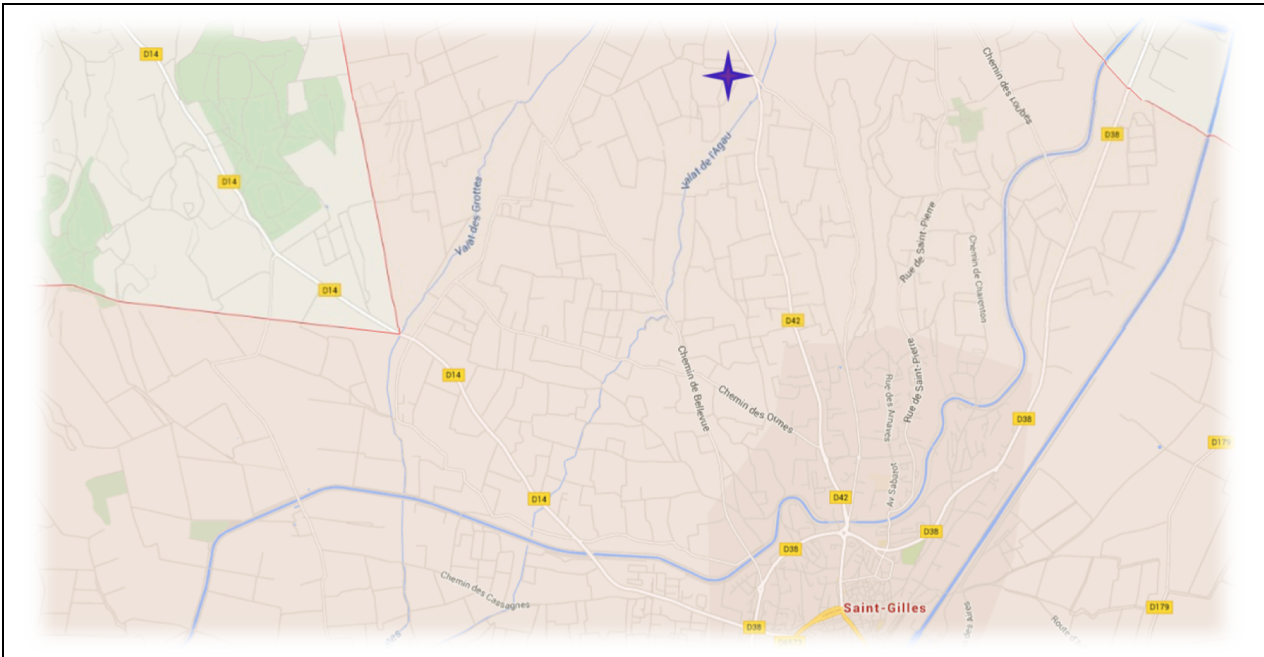 D14
Chemin des Loubes
D38
Valat de l'Agau
D14
Valat des Grottes
Rue de Saint-Pierre
Chemin de Charenton
D14
D42
Chemin de Bellevue
Rue de Saint-Pierre
D14
Rue des Arnaves
Chemin des Ormes
D38
D179
Av Sabatot
D14
D42
D38
D38
Chemin des Cassagnes
Saint-Gilles
D179
D38